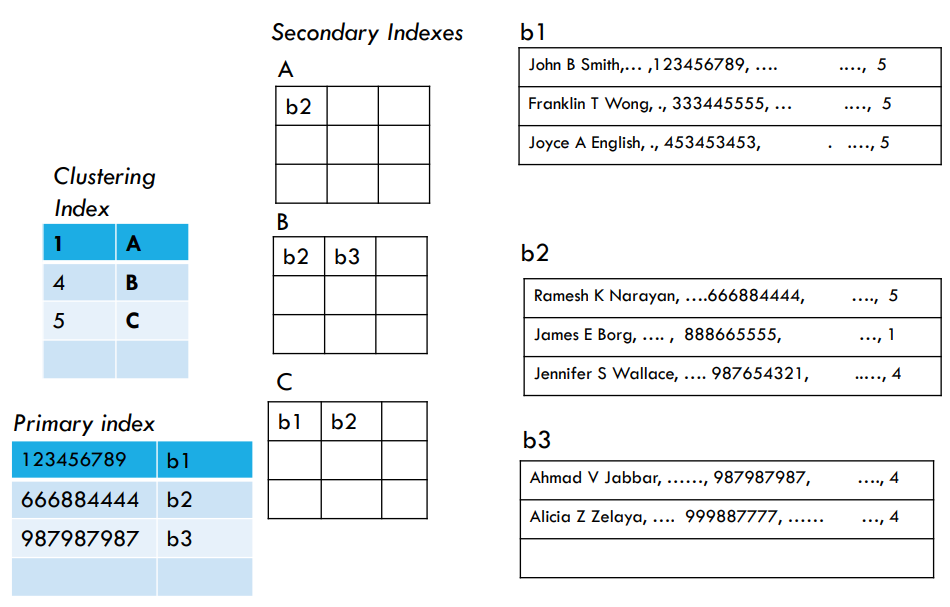 Secondary Indexes
A
b2
B
b2 b3
C
b1 b2
Clustering
Index
1 A
4 B
5 C
Primary index
123456789 b1
666884444 b2
987987987 b3
b1
John B Smith,... ,123456789, .... ...., 5
Franklin T Wong, ., 333445555, ... ...., 5
Joyce A English, ., 453453453, . ...., 5
b2
Ramesh K Narayan, ....666884444, ...., 5
James E Borg, .... , 888665555, ..., 1
Jennifer S Wallace, .... 987654321, ....., 4
b3
Ahmad V Jabbar, ......, 987987987, ...., 4
Alicia Z Zelaya, .... 999887777, ...... ..., 4